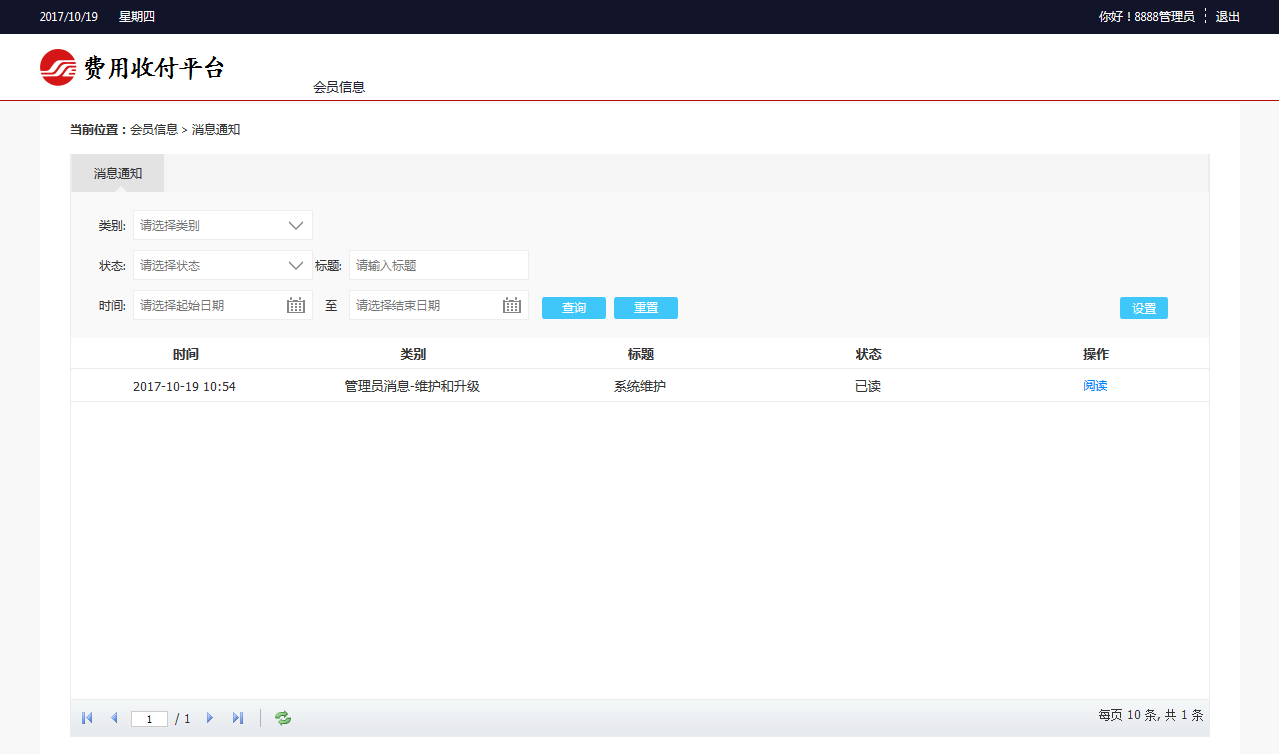 2017/10/19 星期四 你好！8888管理员 退出
费用收付平台
会员信息
当前位置：会员信息 > 消息通知
消息通知
类别: 请选择类别
状态: 请选择状态 标题: 请输入标题
时间: 请选择起始日期 至 请选择结束日期 查询 重置 设置
时间 类别 标题 状态 操作
2017-10-19 10:54 管理员消息-维护和升级 系统维护 已读 阅读
1 / 1 每页 10 条, 共 1 条